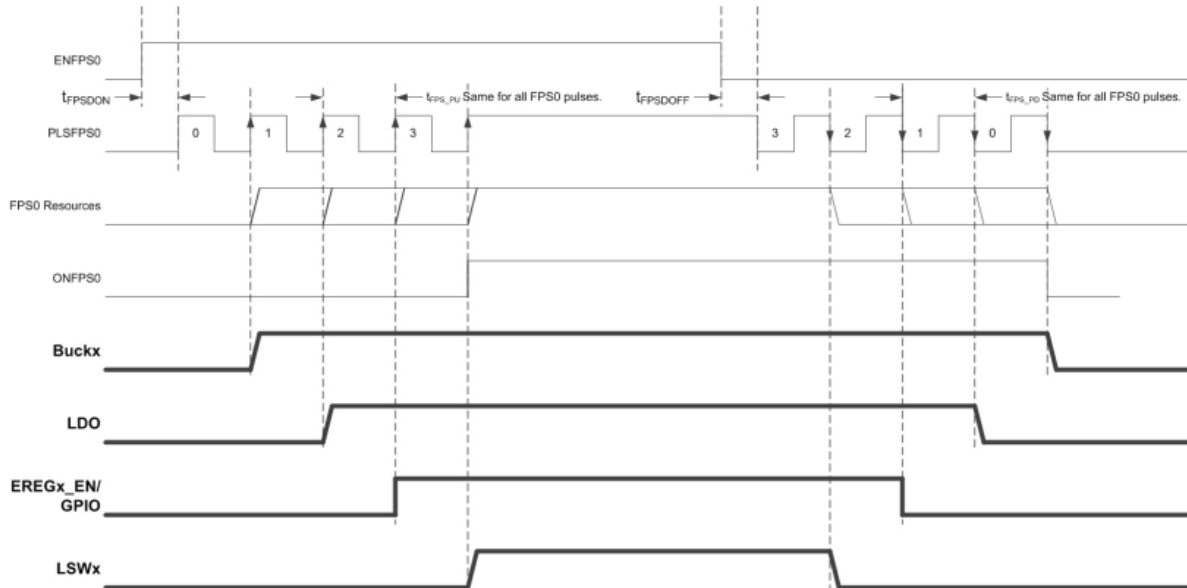 ENFPS0
tFPSDON
tFPS_PU Same for all FPS0 pulses.
tFPSDOFF
tFPS_PD Same for all FPS0 pulses.
PLSFPS0
0
1
2
3
3
2
1
0
FPS0 Resources
ONFPS0
Buckx
LDO
EREGx_EN/
GPIO
LSWx